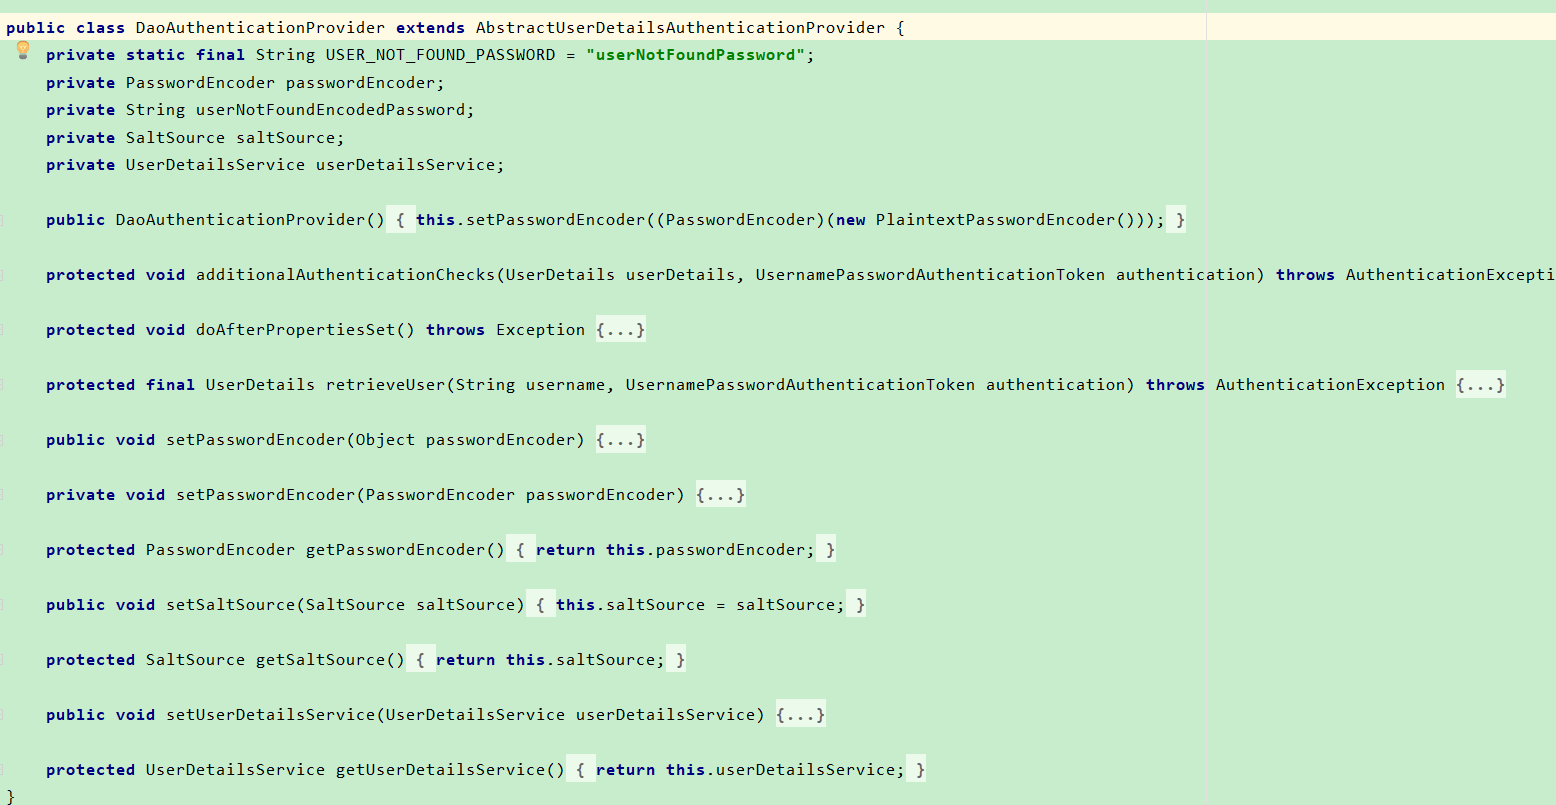 public class DaoAuthenticationProvider extends AbstractUserDetailsAuthenticationProvider {
    private static final String USER_NOT_FOUND_PASSWORD = "userNotFoundPassword";
    private PasswordEncoder passwordEncoder;
    private String userNotFoundEncodedPassword;
    private SaltSource saltSource;
    private UserDetailsService userDetailsService;

    public DaoAuthenticationProvider() { this.setPasswordEncoder((PasswordEncoder)(new PlaintextPasswordEncoder())); }

    protected void additionalAuthenticationChecks(UserDetails userDetails, UsernamePasswordAuthenticationToken authentication) throws AuthenticationExcepti

    protected void doAfterPropertiesSet() throws Exception {...}

    protected final UserDetails retrieveUser(String username, UsernamePasswordAuthenticationToken authentication) throws AuthenticationException {...}

    public void setPasswordEncoder(Object passwordEncoder) {...}

    private void setPasswordEncoder(PasswordEncoder passwordEncoder) {...}

    protected PasswordEncoder getPasswordEncoder() { return this.passwordEncoder; }

    public void setSaltSource(SaltSource saltSource) { this.saltSource = saltSource; }

    protected SaltSource getSaltSource() { return this.saltSource; }

    public void setUserDetailsService(UserDetailsService userDetailsService) {...}

    protected UserDetailsService getUserDetailsService() { return this.userDetailsService; }
}